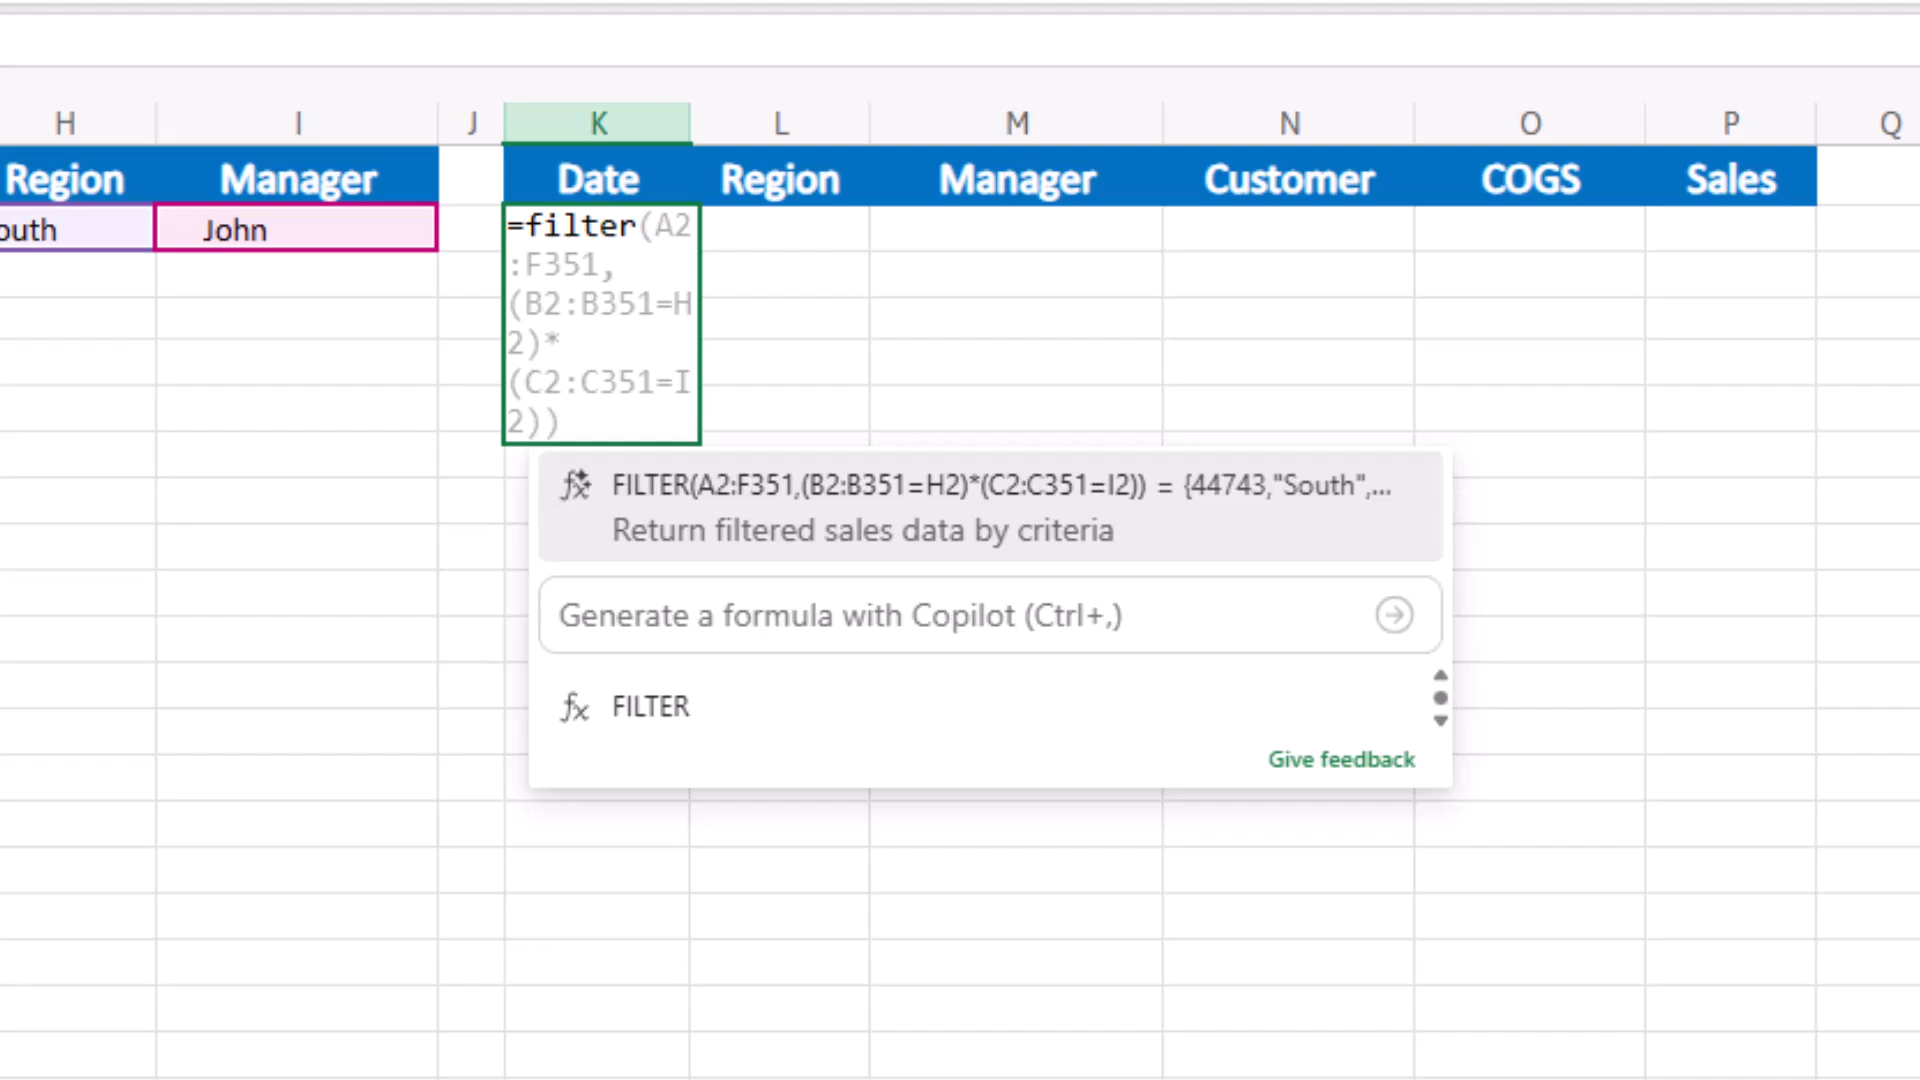 H I J K L M N O P Q
Region Manager Date Region Manager Customer COGS Sales
outh John =filter(A2
:F351,
(B2:B351=H
2)*
(C2:C351=I
2))
FILTER(A2:F351,(B2:B351=H2)*(C2:C351=I2)) = {44743,"South",...
Return filtered sales data by criteria
Generate a formula with Copilot (Ctrl+,)
fx FILTER
Give feedback